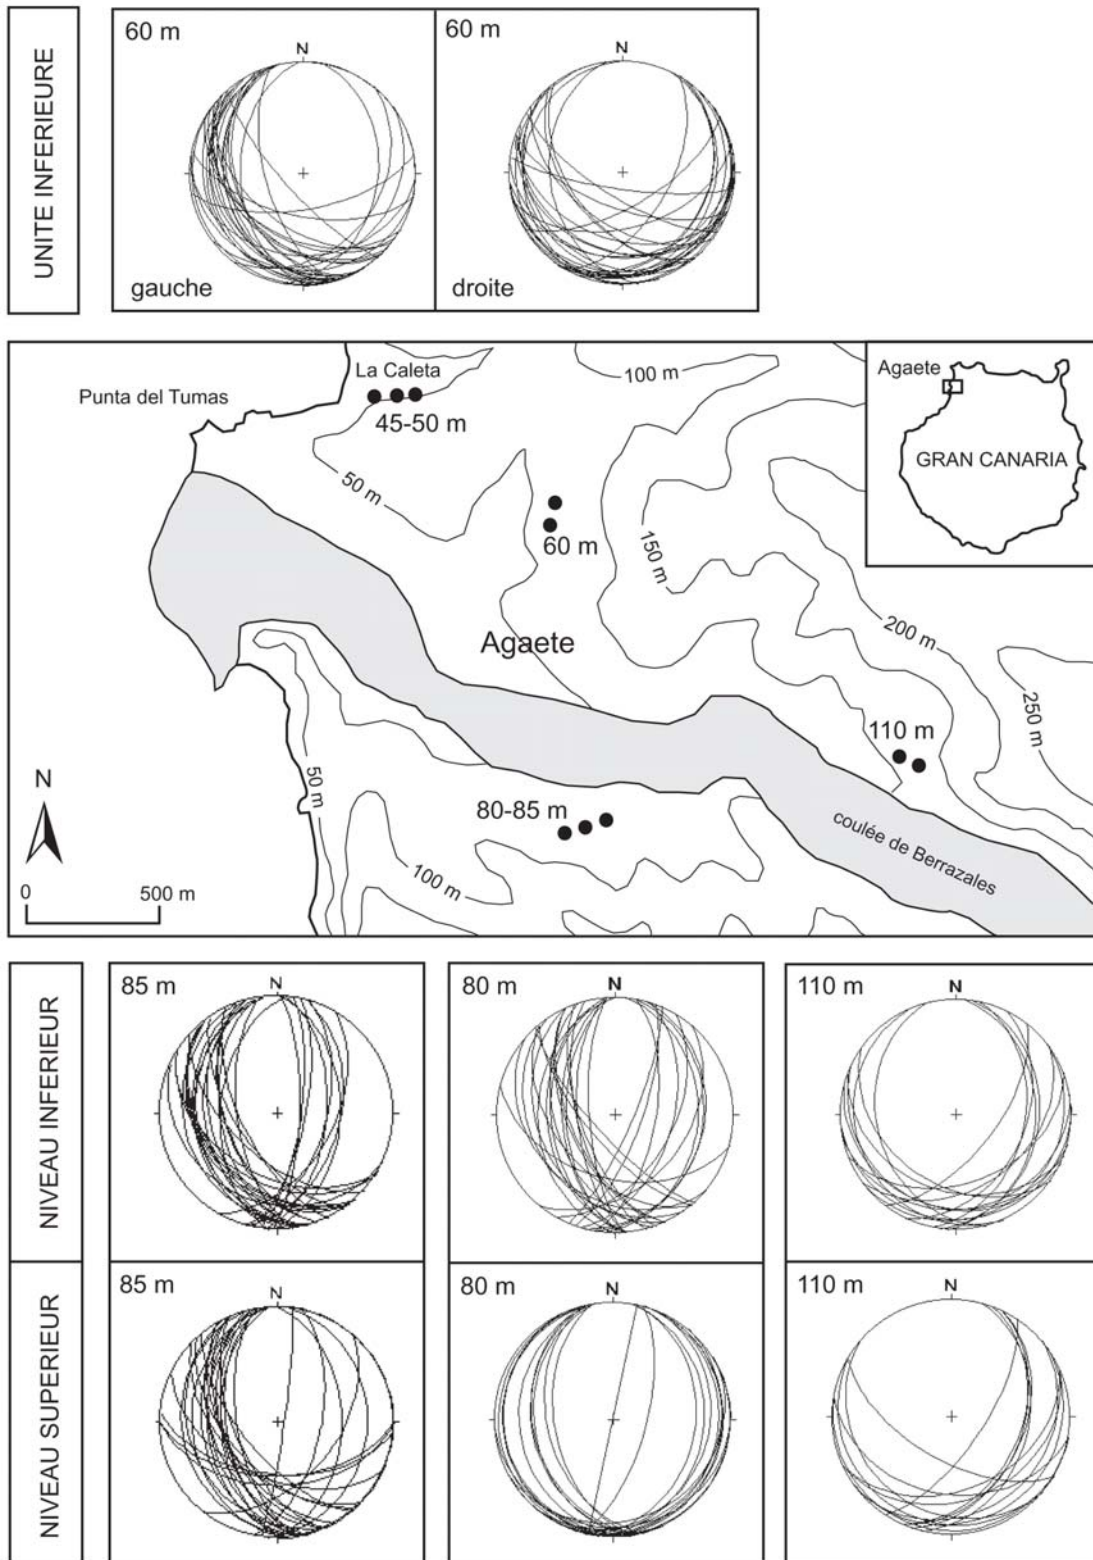 UNITE INFERIEURE
60 m
N
gauche
60 m
N
droite
Punta del Tumas
La Caleta
45-50 m
100 m
Agaete
GRAN CANARIA
50 m
60 m
150 m
200 m
Agaete
250 m
110 m
50 m
N
80-85 m
coulée de Berrazales
100 m
0 500 m
NIVEAU INFERIEUR
85 m
N
80 m
N
110 m
N
NIVEAU SUPERIEUR
85 m
N
80 m
N
110 m
N